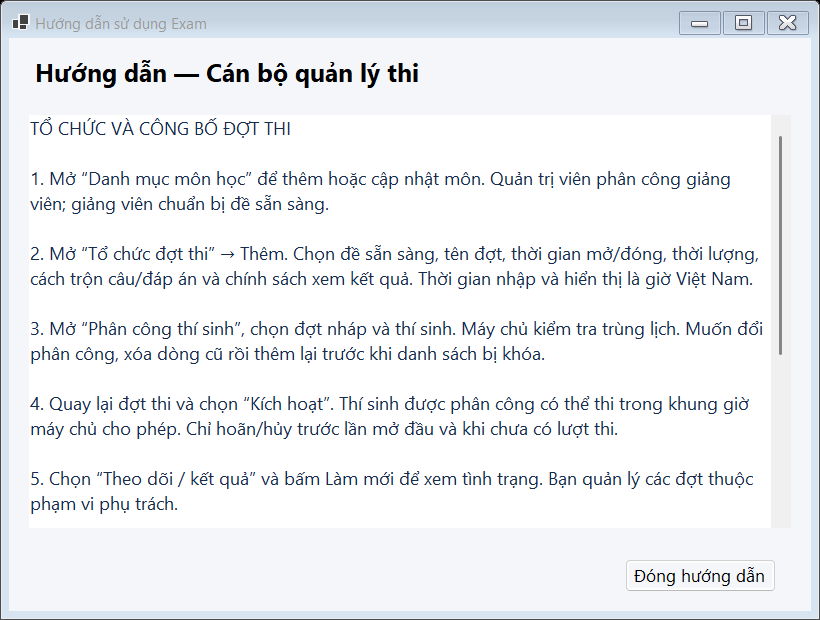 Hướng dẫn sử dụng Exam
Hướng dẫn — Cán bộ quản lý thi
TỔ CHỨC VÀ CÔNG BỐ ĐỢT THI
1. Mở “Danh mục môn học” để thêm hoặc cập nhật môn. Quản trị viên phân công giảng
viên; giảng viên chuẩn bị đề sẵn sàng.
2. Mở “Tổ chức đợt thi” → Thêm. Chọn đề sẵn sàng, tên đợt, thời gian mở/đóng, thời lượng,
cách trộn câu/đáp án và chính sách xem kết quả. Thời gian nhập và hiển thị là giờ Việt Nam.
3. Mở “Phân công thí sinh”, chọn đợt nháp và thí sinh. Máy chủ kiểm tra trùng lịch. Muốn đổi
phân công, xóa dòng cũ rồi thêm lại trước khi danh sách bị khóa.
4. Quay lại đợt thi và chọn “Kích hoạt”. Thí sinh được phân công có thể thi trong khung giờ
máy chủ cho phép. Chỉ hoãn/hủy trước lần mở đầu và khi chưa có lượt thi.
5. Chọn “Theo dõi / kết quả” và bấm Làm mới để xem tình trạng. Bạn quản lý các đợt thuộc
phạm vi phụ trách.
Đóng hướng dẫn